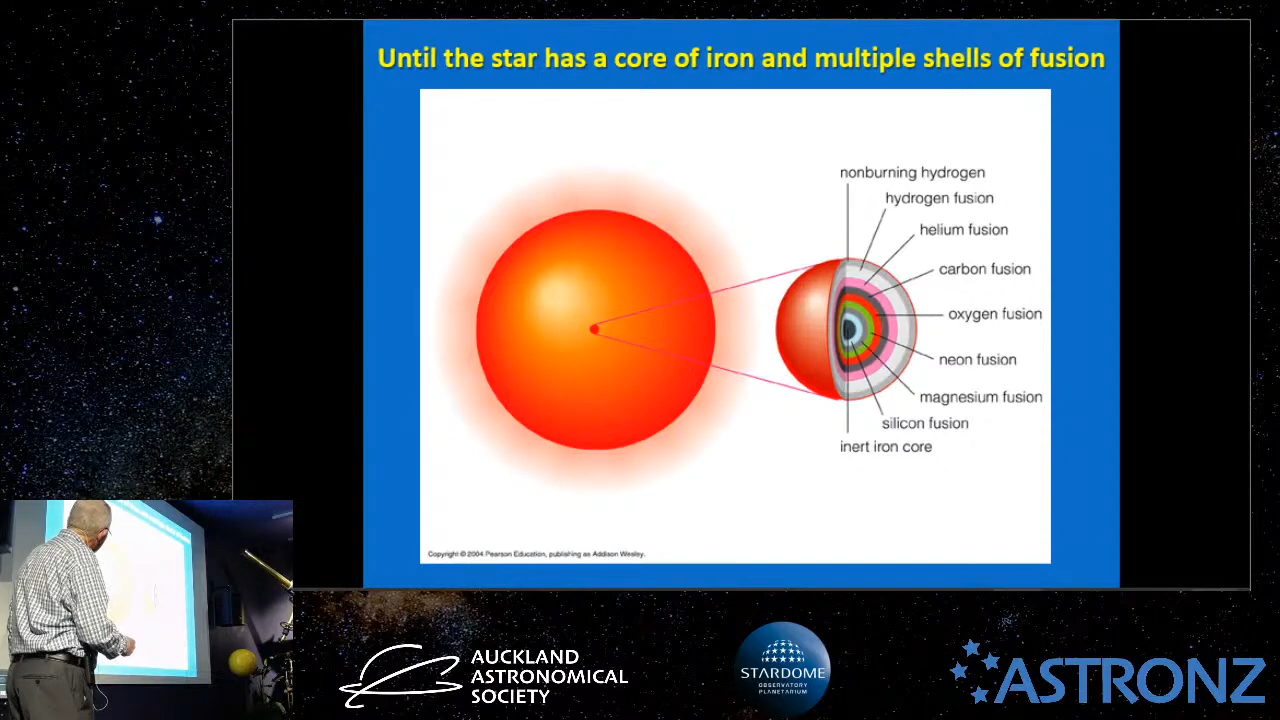 Until the star has a core of iron and multiple shells of fusion
nonburning hydrogen
hydrogen fusion
helium fusion
carbon fusion
oxygen fusion
neon fusion
magnesium fusion
silicon fusion
inert iron core
Copyright © 2004 Pearson Education, publishing as Addison Wesley.
AUCKLAND
ASTRONOMICAL
SOCIETY
STARDOME
OBSERVATORY
PLANETARIUM
ASTRONZ